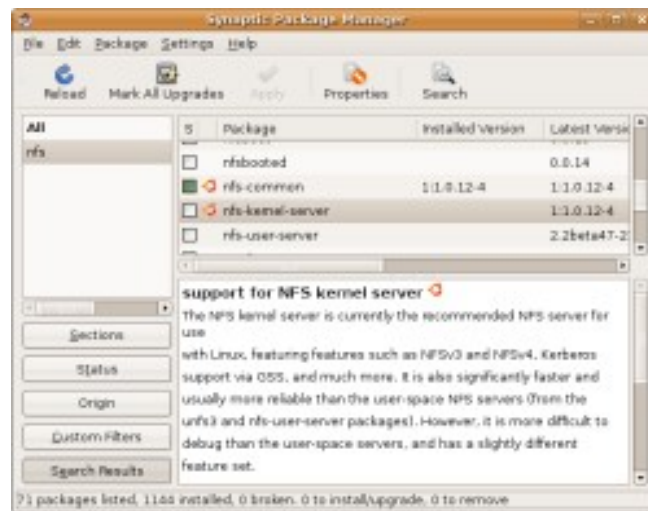 Synaptic Package Manager
File Edit Package Settings Help
Reload Mark All Upgrades Apply Properties Search
All
nfs
S Package Installed Version Latest Versio
nfsbooted 0.0.14
nfs-common 1:1.0.12-4 1:1.0.12-4
nfs-kernel-server 1:1.0.12-4
nfs-user-server 2.2beta47-2
support for NFS kernel server
The NFS kernel server is currently the recommended NFS server for
use
with Linux, featuring features such as NFSv3 and NFSv4, Kerberos
support via GSS, and much more. It is also significantly faster and
usually more reliable than the user-space NFS servers (from the
unfs3 and nfs-user-server packages). However, it is more difficult to
debug than the user-space servers, and has a slightly different
feature set.
Sections
Status
Origin
Custom Filters
Search Results
71 packages listed, 1144 installed, 0 broken. 0 to install/upgrade, 0 to remove